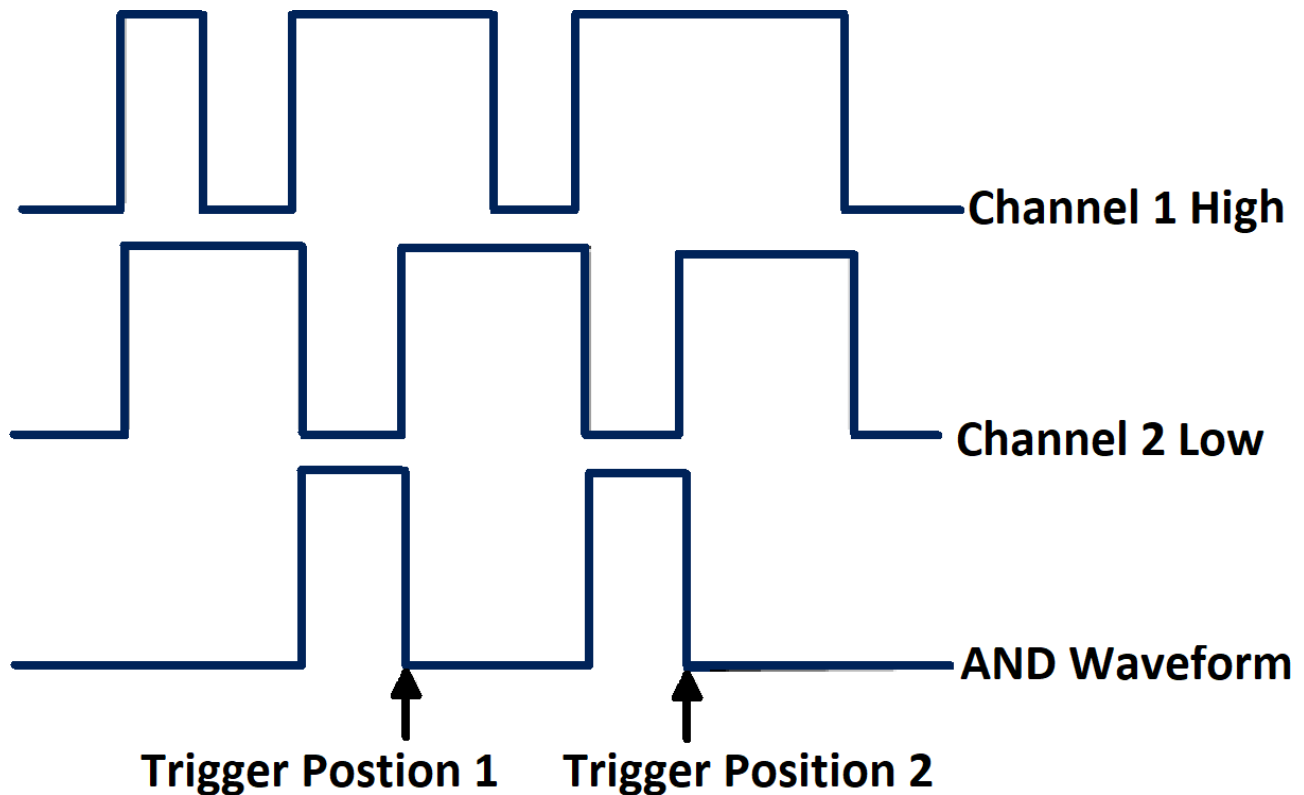 Channel 1 High
Channel 2 Low
AND Waveform
Trigger Postion 1
Trigger Position 2